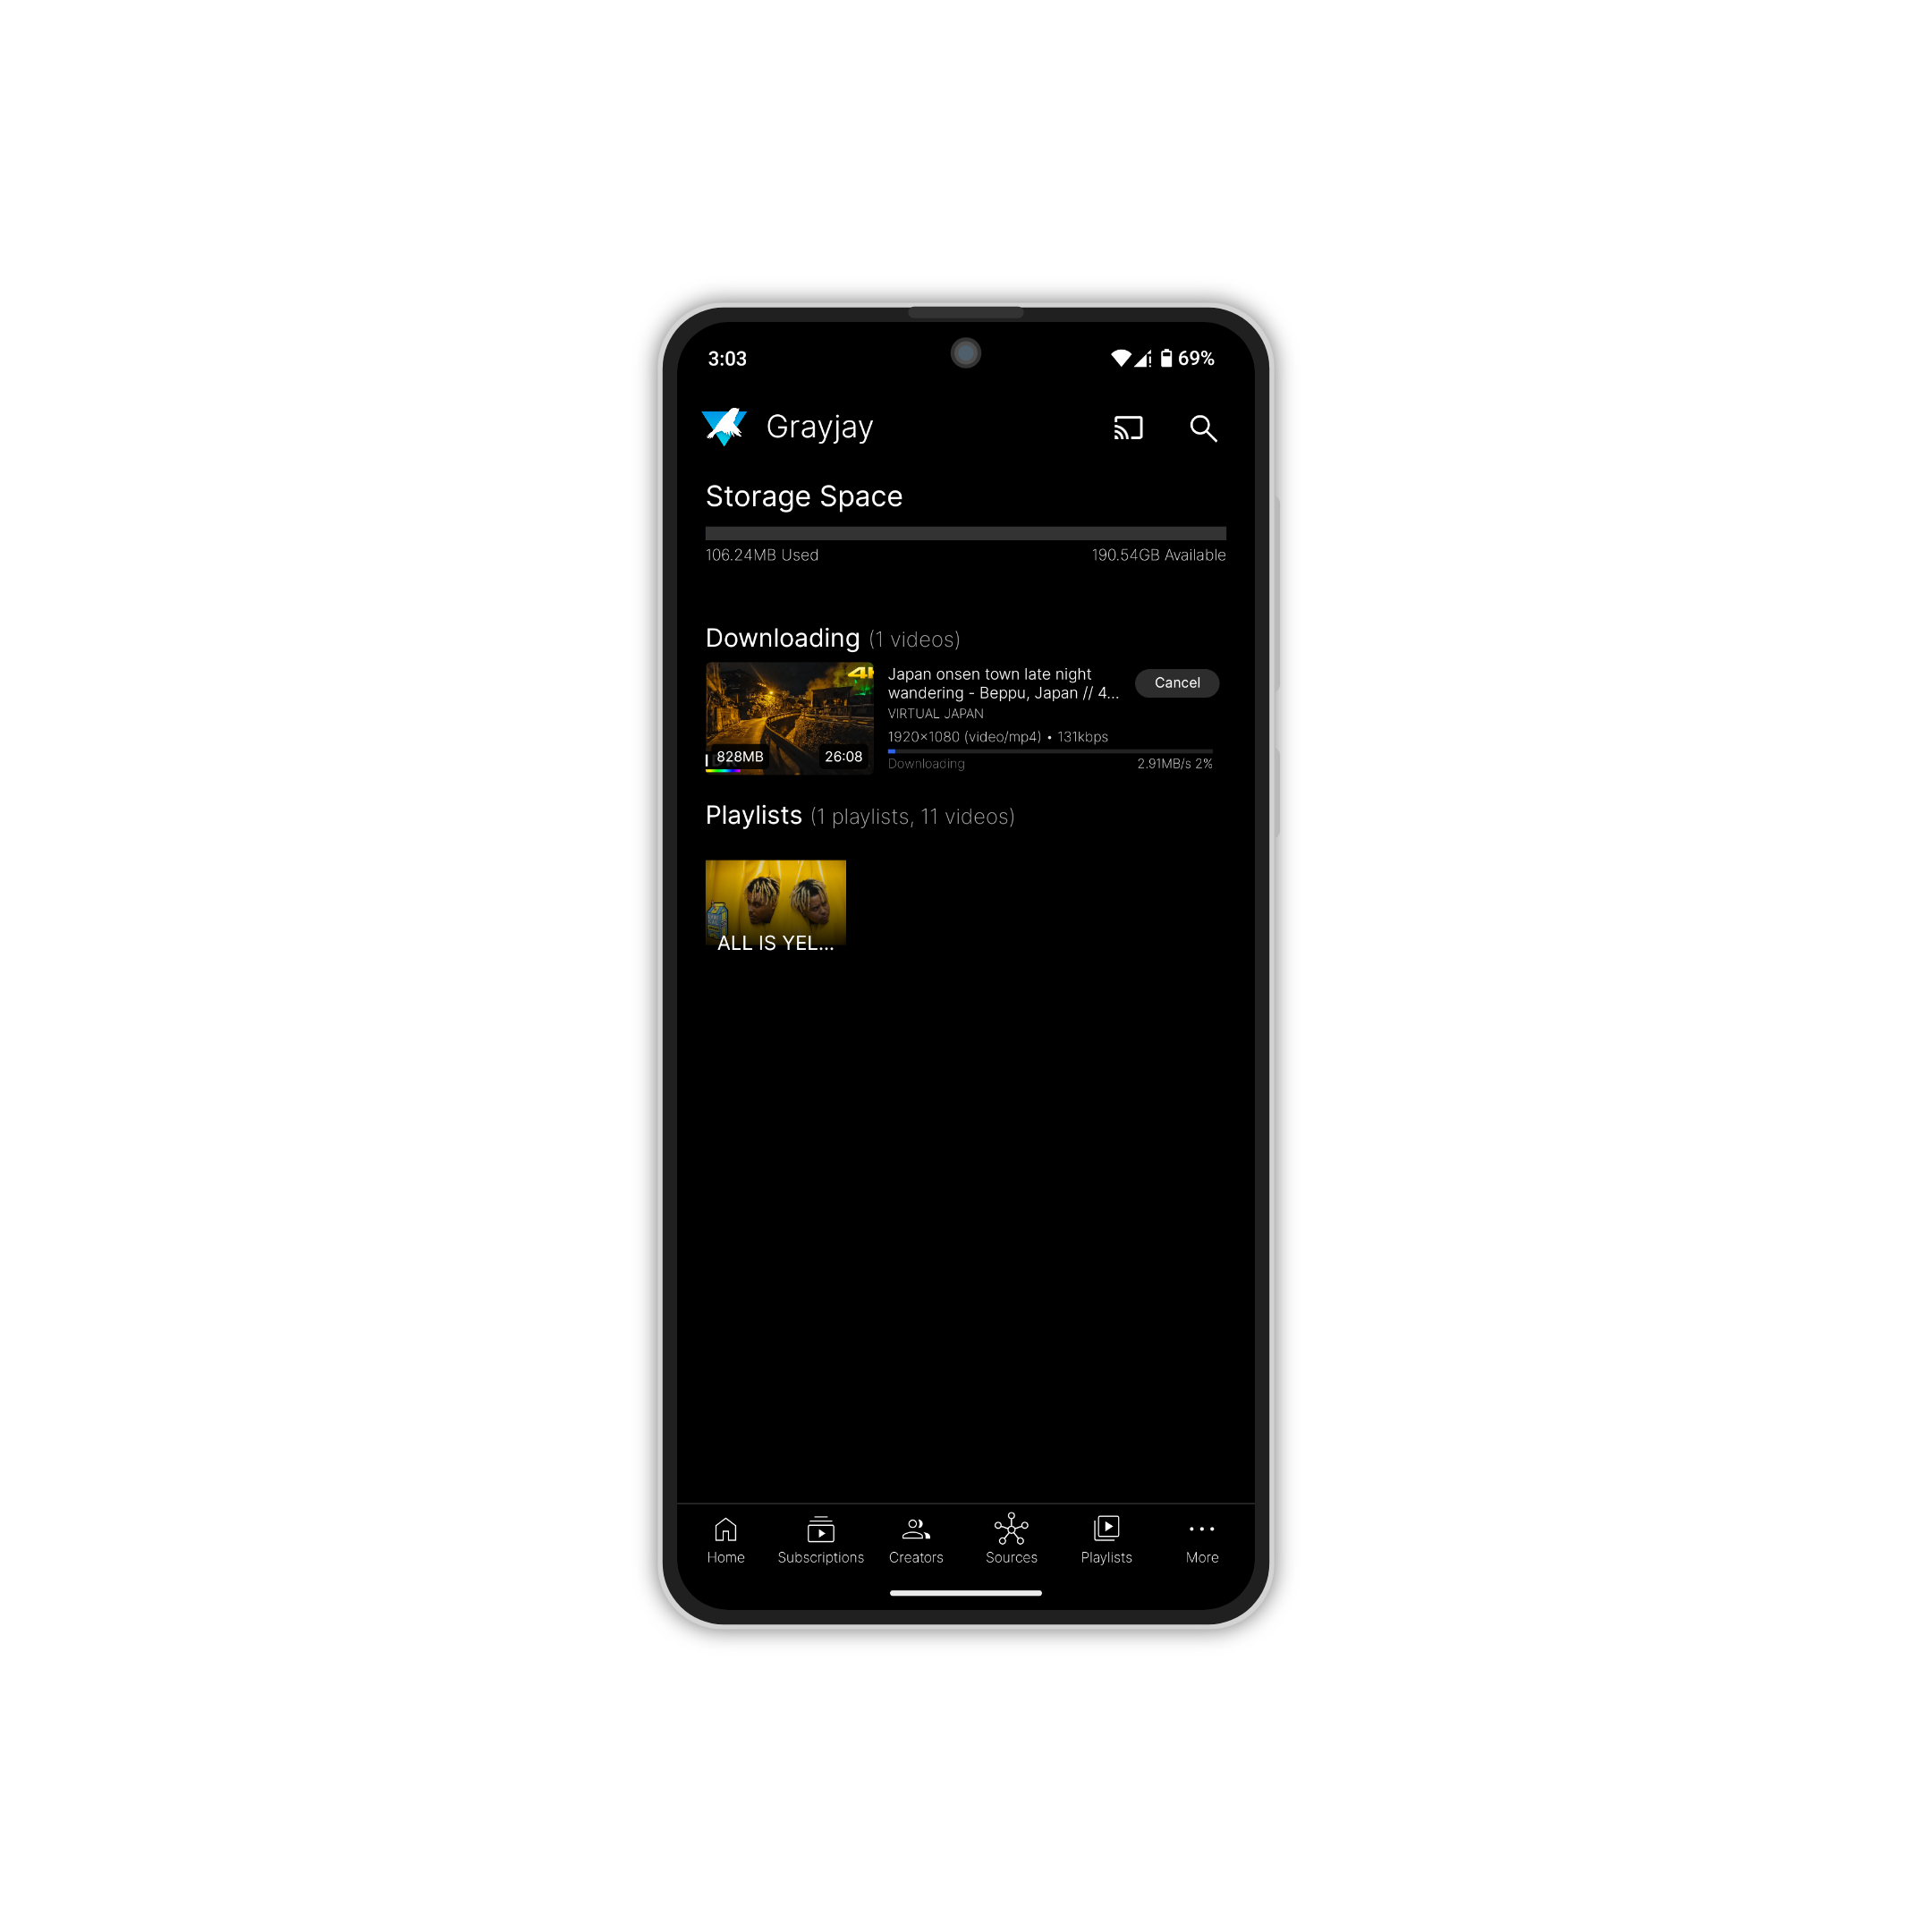 3:03
69%
Grayjay
Storage Space
106.24MB Used
190.54GB Available
Downloading (1 videos)
4
Japan onsen town late night
wandering - Beppu, Japan // 4...
Cancel
VIRTUAL JAPAN
1920×1080 (video/mp4) • 131kbps
828MB
26:08
Downloading
2.91MB/s 2%
Playlists (1 playlists, 11 videos)
ALL IS YEL...
Home
Subscriptions
Creators
Sources
Playlists
More